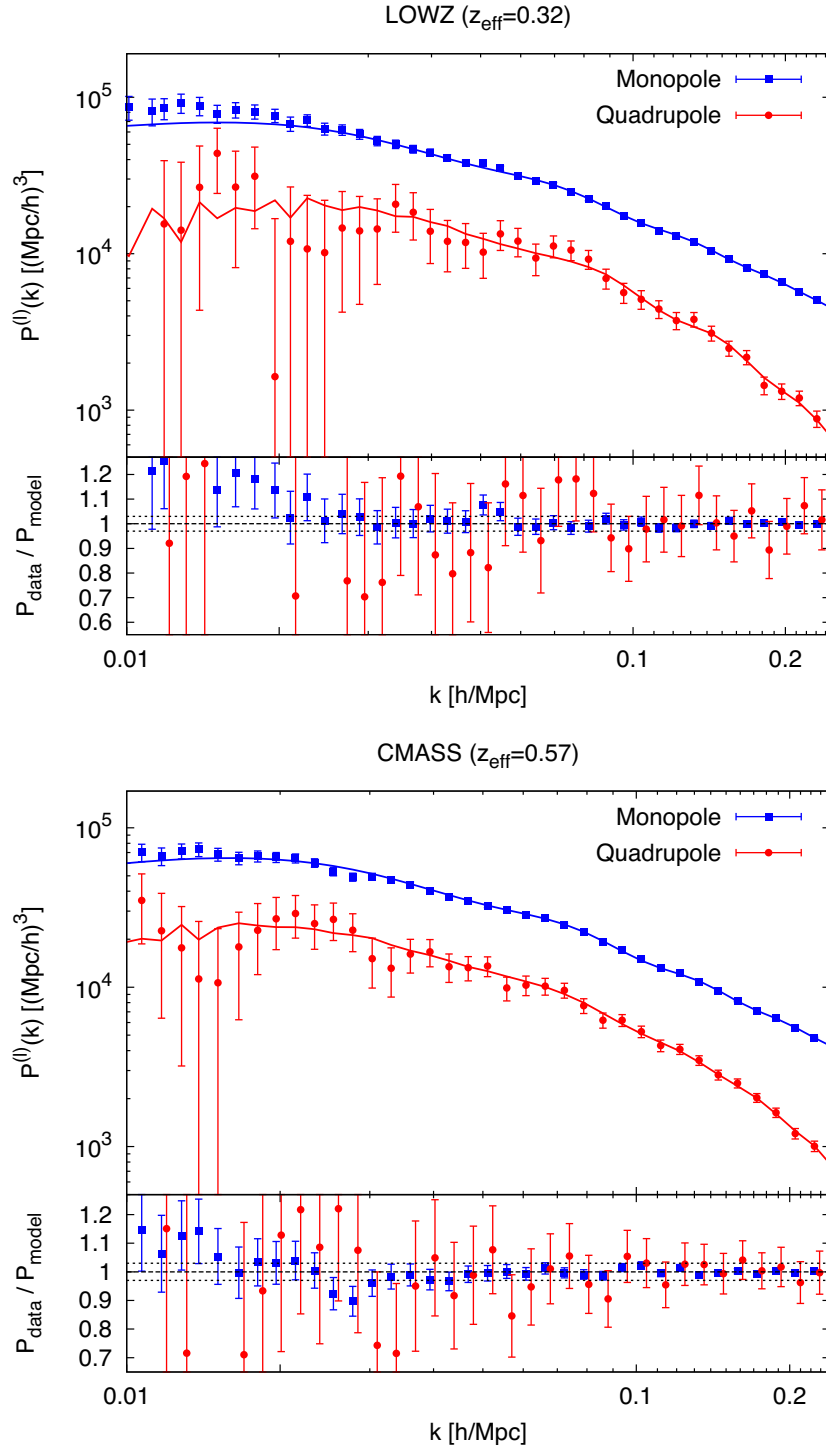 LOWZ (z_eff=0.32)
Monopole
Quadrupole
10^5
10^4
10^3
P^(l)(k) [(Mpc/h)^3]
1.2
1.1
1
0.9
0.8
0.7
0.6
P_data / P_model
0.01 0.1 0.2
k [h/Mpc]
CMASS (z_eff=0.57)
Monopole
Quadrupole
10^5
10^4
10^3
P^(l)(k) [(Mpc/h)^3]
1.2
1.1
1
0.9
0.8
0.7
P_data / P_model
0.01 0.1 0.2
k [h/Mpc]